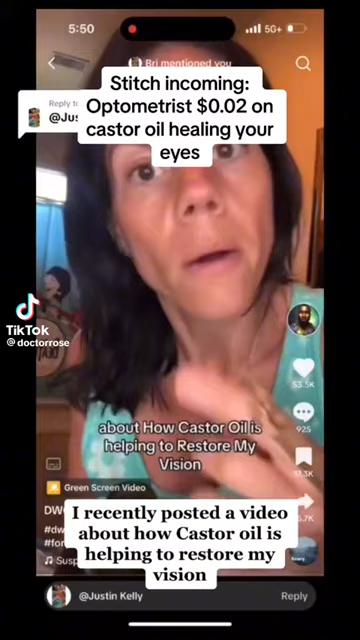 5:50
5G+
Bri mentioned you
Stitch incoming:
Optometrist $0.02 on
castor oil healing your
eyes
Reply to
@Jus
TikTok
@doctorrose
53.5K
925
about How Castor Oil is
helping to Restore My
Vision
Green Screen Video
I recently posted a video
about how Castor oil is
helping to restore my
vision
@Justin Kelly
Reply